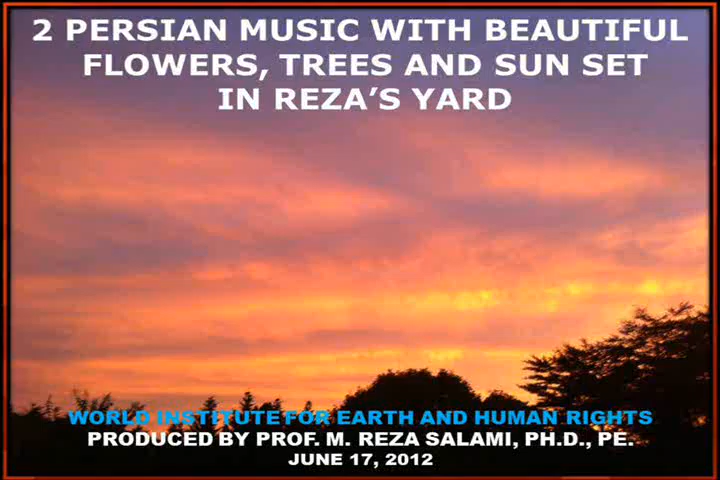 2 PERSIAN MUSIC WITH BEAUTIFUL
FLOWERS, TREES AND SUN SET
IN REZA'S YARD
WORLD INSTITUTE FOR EARTH AND HUMAN RIGHTS
PRODUCED BY PROF. M. REZA SALAMI, PH.D., PE.
JUNE 17, 2012